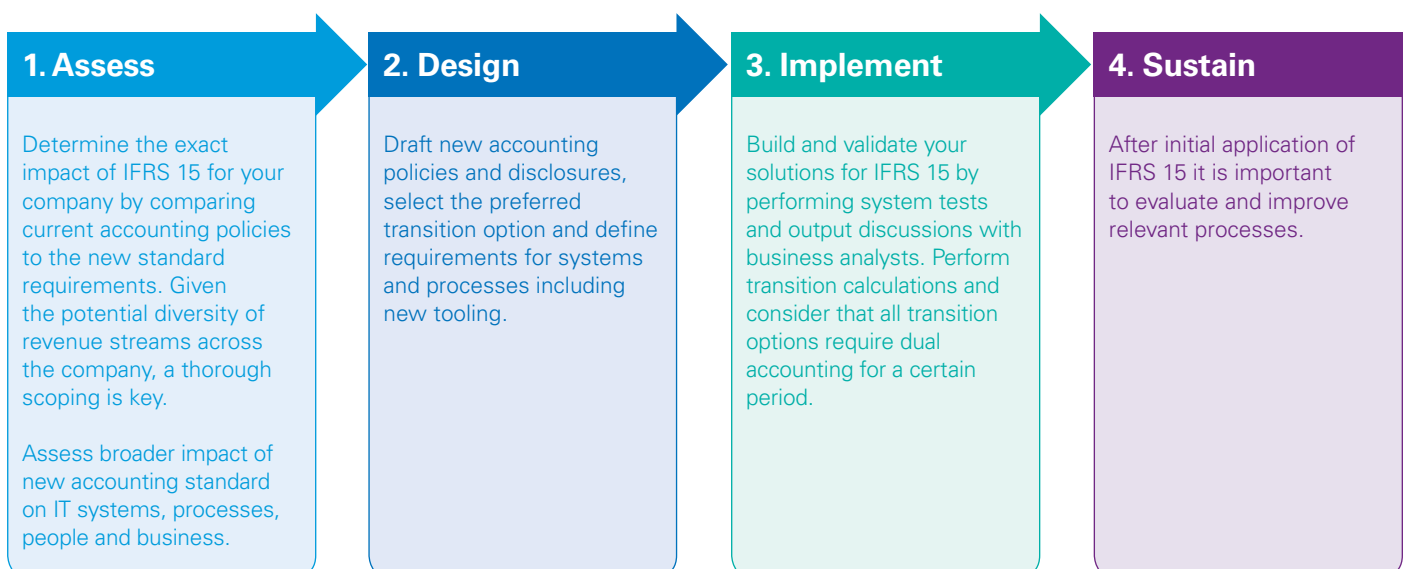 1. Assess
Determine the exact
impact of IFRS 15 for your
company by comparing
current accounting policies
to the new standard
requirements. Given
the potential diversity of
revenue streams across
the company, a thorough
scoping is key.
Assess broader impact of
new accounting standard
on IT systems, processes,
people and business.
2. Design
Draft new accounting
policies and disclosures,
select the preferred
transition option and define
requirements for systems
and processes including
new tooling.
3. Implement
Build and validate your
solutions for IFRS 15 by
performing system tests
and output discussions with
business analysts. Perform
transition calculations and
consider that all transition
options require dual
accounting for a certain
period.
4. Sustain
After initial application of
IFRS 15 it is important
to evaluate and improve
relevant processes.